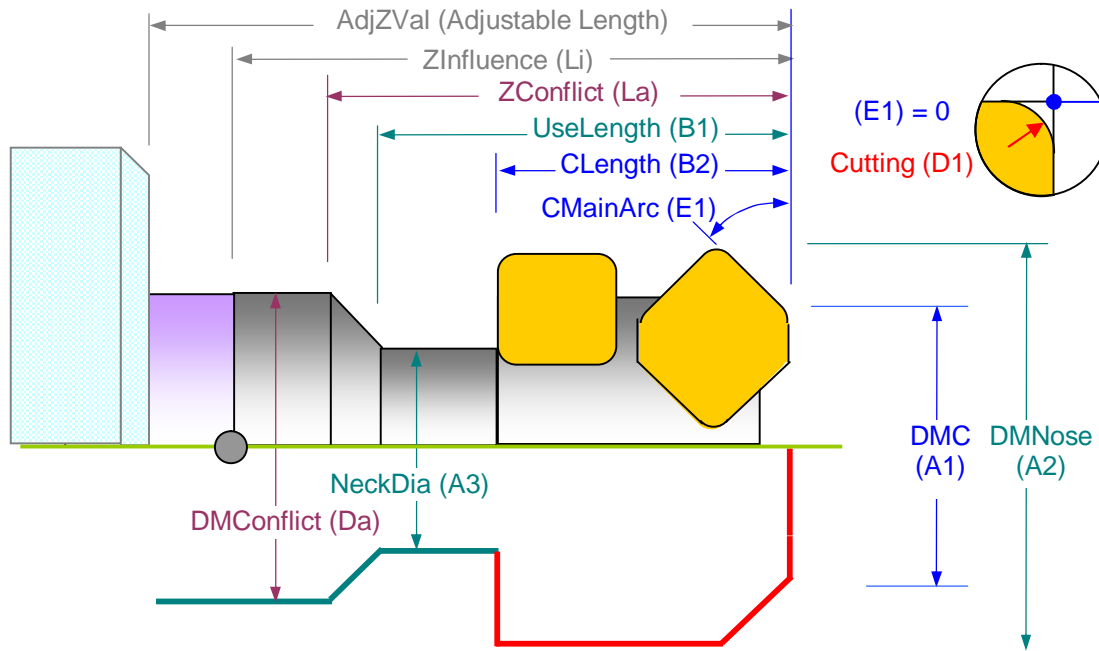 AdjZVal (Adjustable Length)
ZInfluence (Li)
ZConflict (La)
UseLength (B1)
CLength (B2)
CMainArc (E1)
(E1) = 0
Cutting (D1)
DMC
(A1)
DMNose
(A2)
NeckDia (A3)
DMConflict (Da)